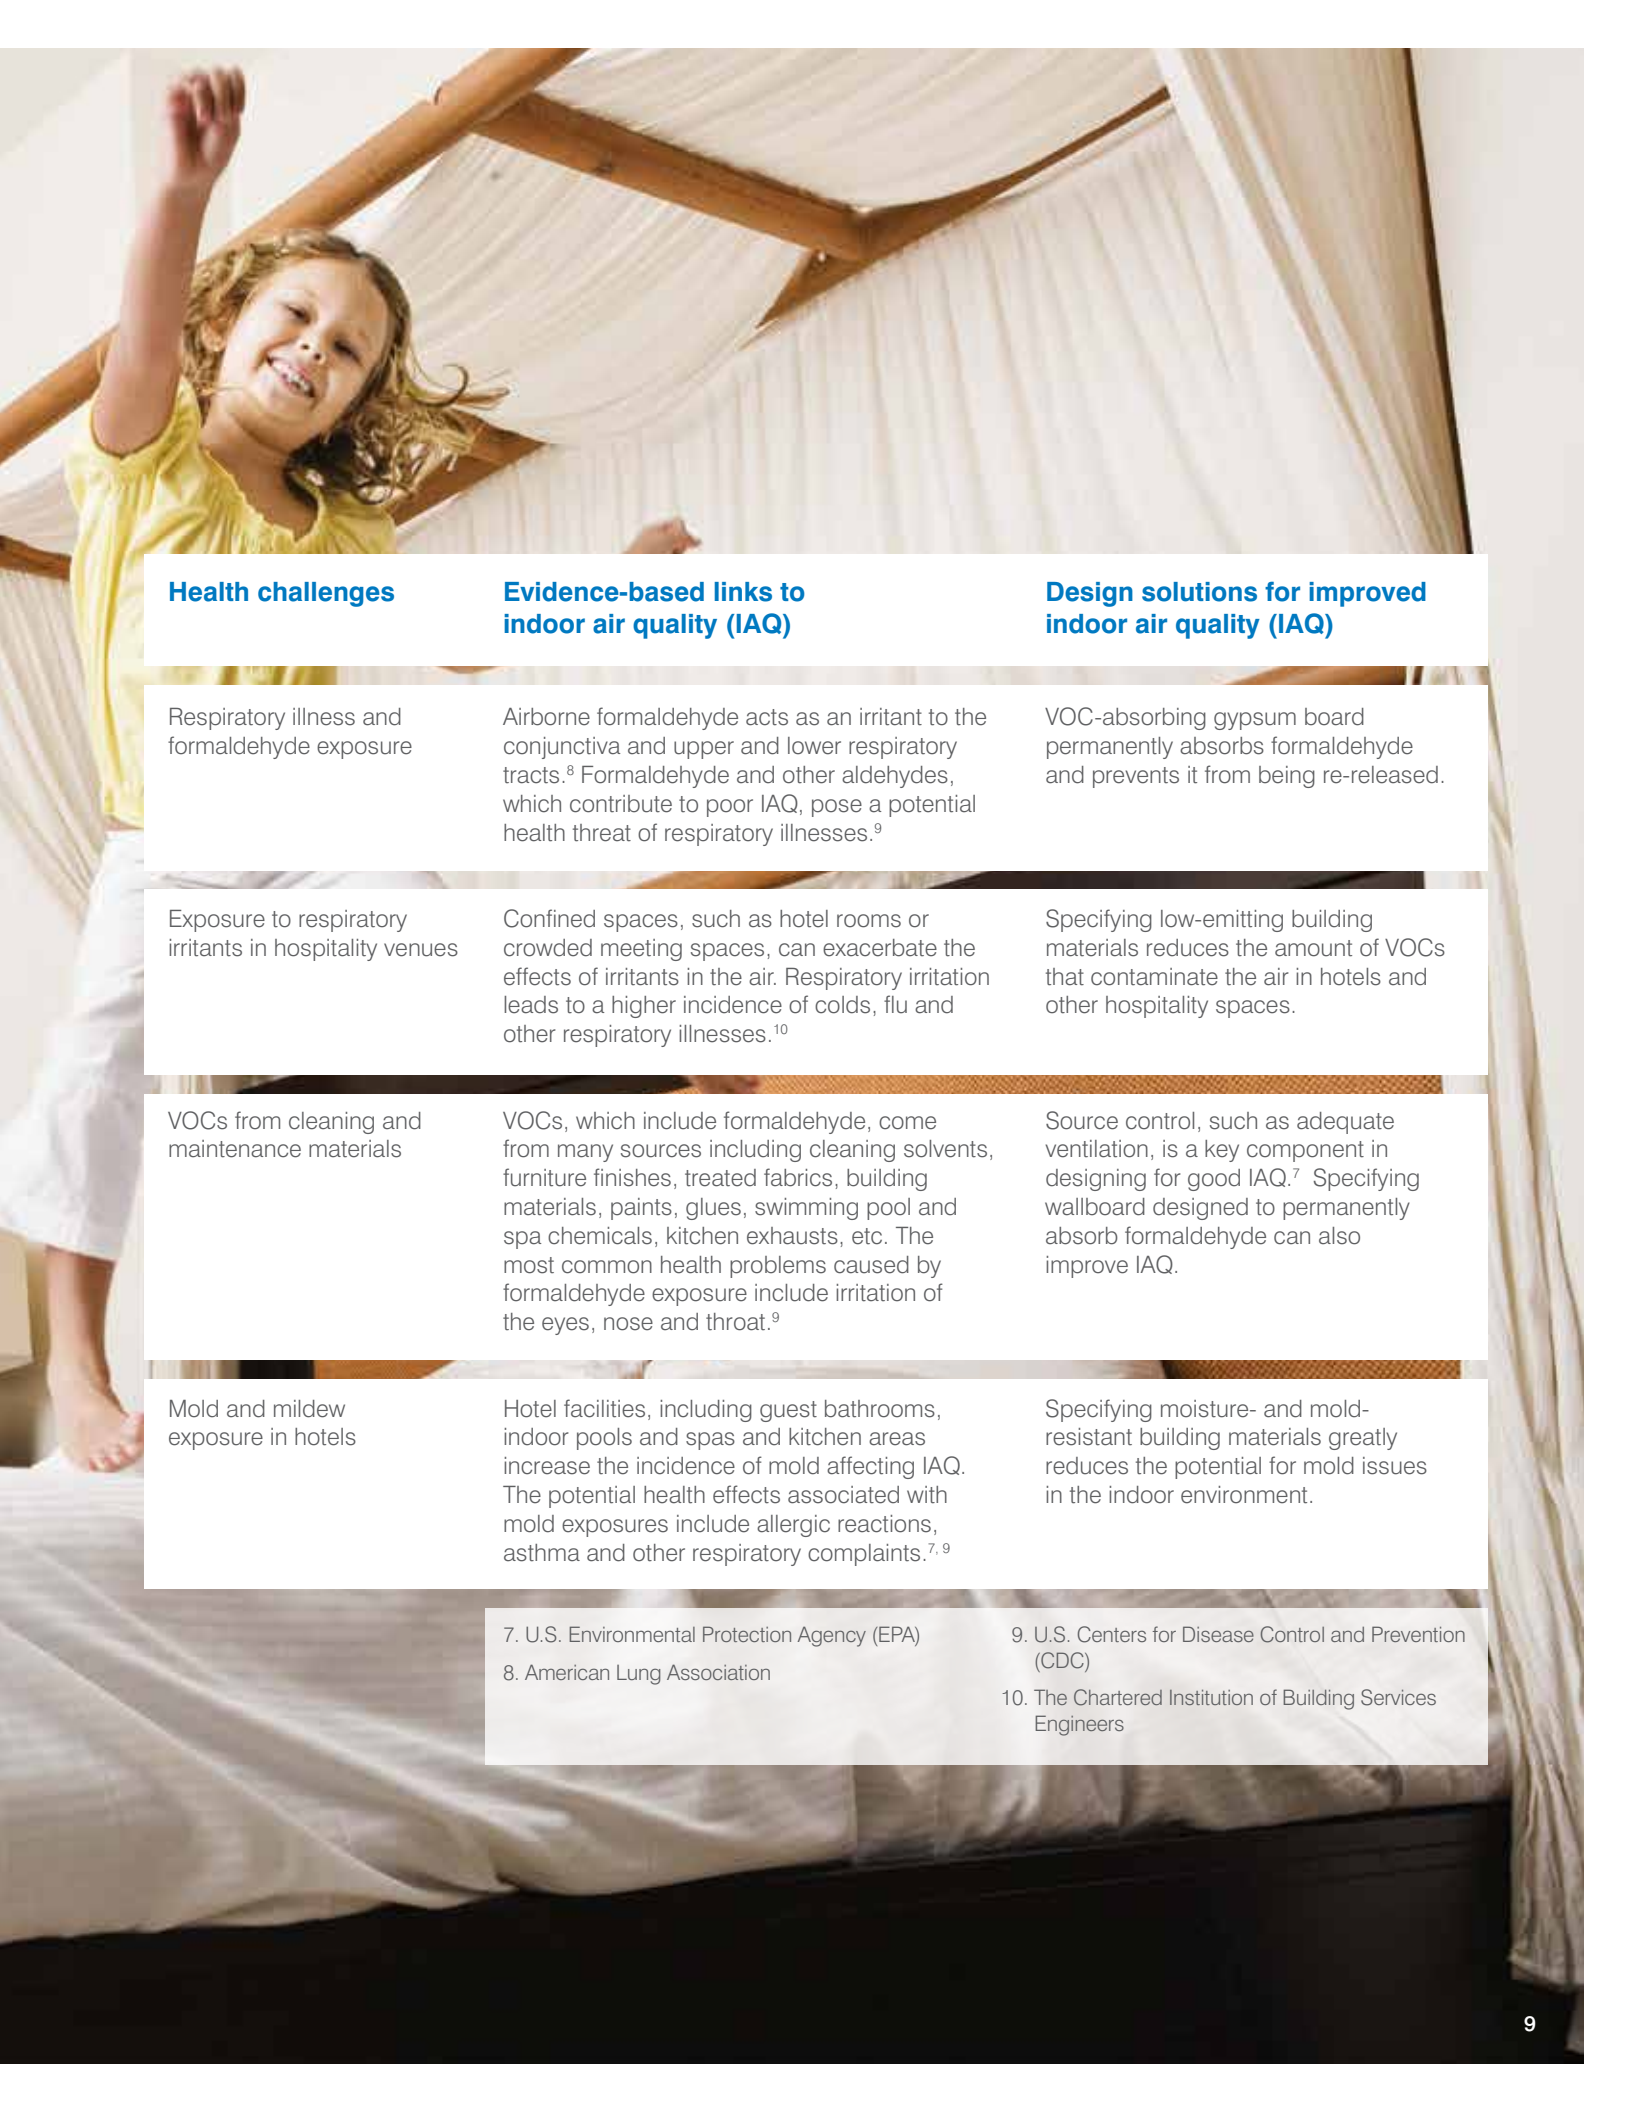 Health challenges
Evidence-based links to
indoor air quality (IAQ)
Design solutions for improved
indoor air quality (IAQ)
Respiratory illness and
formaldehyde exposure
Airborne formaldehyde acts as an irritant to the
conjunctiva and upper and lower respiratory
tracts.⁸ Formaldehyde and other aldehydes,
which contribute to poor IAQ, pose a potential
health threat of respiratory illnesses.⁹
VOC-absorbing gypsum board
permanently absorbs formaldehyde
and prevents it from being re-released.
Exposure to respiratory
irritants in hospitality venues
Confined spaces, such as hotel rooms or
crowded meeting spaces, can exacerbate the
effects of irritants in the air. Respiratory irritation
leads to a higher incidence of colds, flu and
other respiratory illnesses.¹⁰
Specifying low-emitting building
materials reduces the amount of VOCs
that contaminate the air in hotels and
other hospitality spaces.
VOCs from cleaning and
maintenance materials
VOCs, which include formaldehyde, come
from many sources including cleaning solvents,
furniture finishes, treated fabrics, building
materials, paints, glues, swimming pool and
spa chemicals, kitchen exhausts, etc. The
most common health problems caused by
formaldehyde exposure include irritation of
the eyes, nose and throat.⁹
Source control, such as adequate
ventilation, is a key component in
designing for good IAQ.⁷ Specifying
wallboard designed to permanently
absorb formaldehyde can also
improve IAQ.
Mold and mildew
exposure in hotels
Hotel facilities, including guest bathrooms,
indoor pools and spas and kitchen areas
increase the incidence of mold affecting IAQ.
The potential health effects associated with
mold exposures include allergic reactions,
asthma and other respiratory complaints.⁷˒ ⁹
Specifying moisture- and mold-
resistant building materials greatly
reduces the potential for mold issues
in the indoor environment.
7. U.S. Environmental Protection Agency (EPA)
8. American Lung Association
9. U.S. Centers for Disease Control and Prevention
(CDC)
10. The Chartered Institution of Building Services
Engineers
9